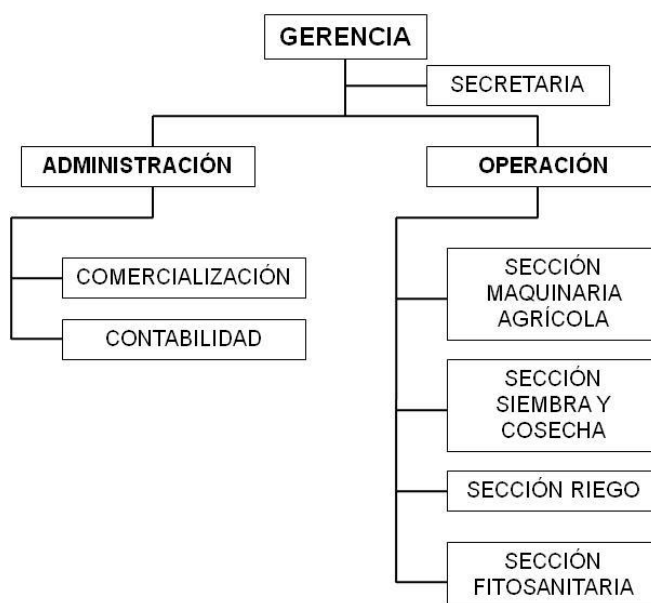 GERENCIA
SECRETARIA
ADMINISTRACIÓN
OPERACIÓN
COMERCIALIZACIÓN
CONTABILIDAD
SECCIÓN
MAQUINARIA
AGRÍCOLA
SECCIÓN
SIEMBRA Y
COSECHA
SECCIÓN RIEGO
SECCIÓN
FITOSANITARIA